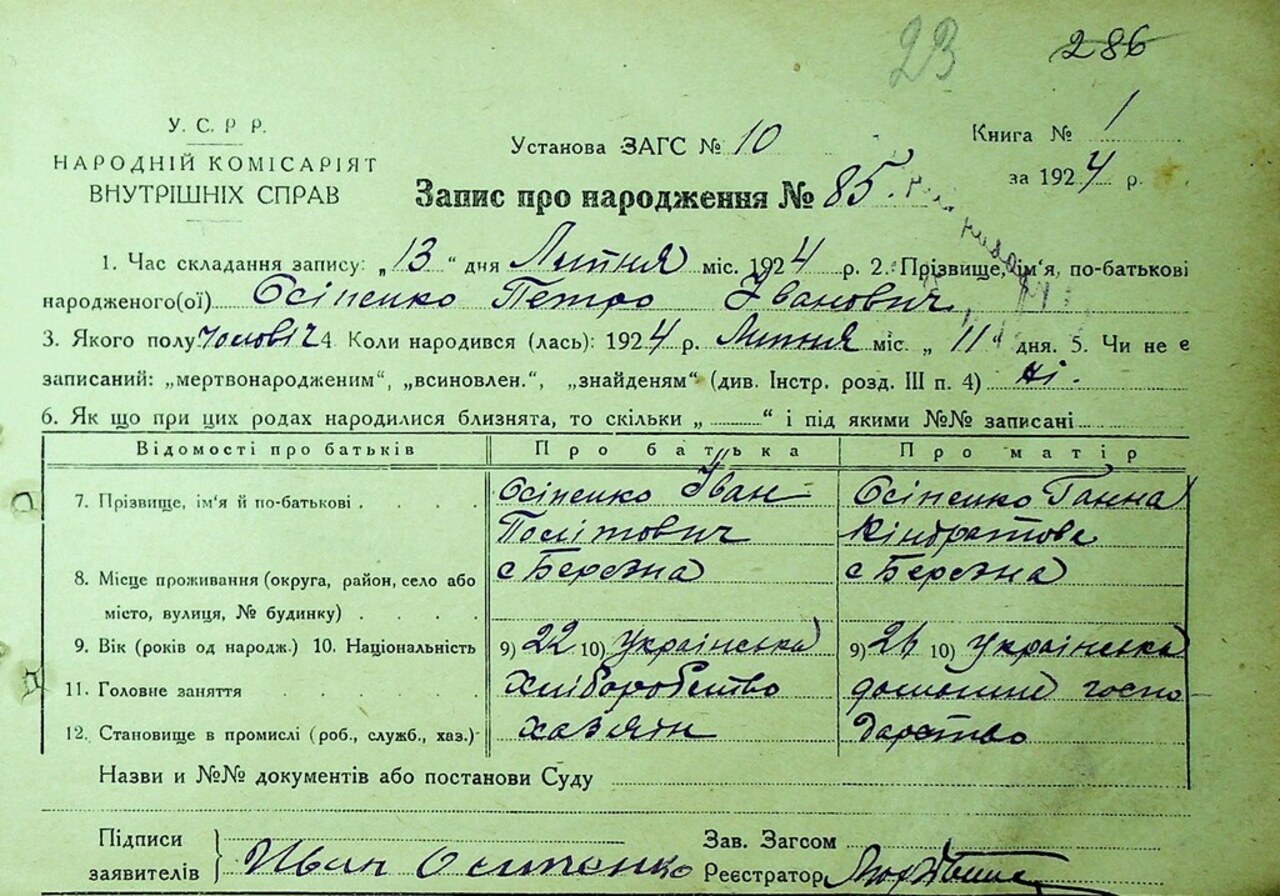 23 286
У. С. Р Р.
НАРОДНІЙ КОМІСАРІЯТ
ВНУТРІШНІХ СПРАВ
Установа ЗАГС № 10
Книга № 1
за 1924 р.
Запис про народження № 85.
1. Час складання запису: „13" дня Липня міс. 1924 р. 2. Прізвище, ім'я, по-батькові
народженого(ої) Осіпенко Петро Іванович
3. Якого полу чоловіч 4. Коли народився (лась): 1924 р. Липня міс. „11" дня. 5. Чи не є
записаний: „мертвонародженим", „всиновлен.", „знайденям" (див. Інстр. розд. III п. 4) ні.
6. Як що при цих родах народилися близнята, то скільки „ " і під якими №№ записані
Відомості про батьків Про батька Про матір
7. Прізвище, ім'я й по-батькові Осіпенко Іван Осіпенко Ганна
Кіндратова
8. Місце проживання (округа, район, село або с Березна с Березна
місто, вулиця, № будинку)
9. Вік (років од народж.) 10. Національність 9) 22 10) Українська 9) 10) Українська
11. Головне заняття Хліборобство домашне госпо
12. Становище в промислі (роб., служб., хаз.) хазяін дарство
Назви и №№ документів або постанови Суду
Підписи
заявителів Иван Осипенко
Зав. Загсом
Реєстратор